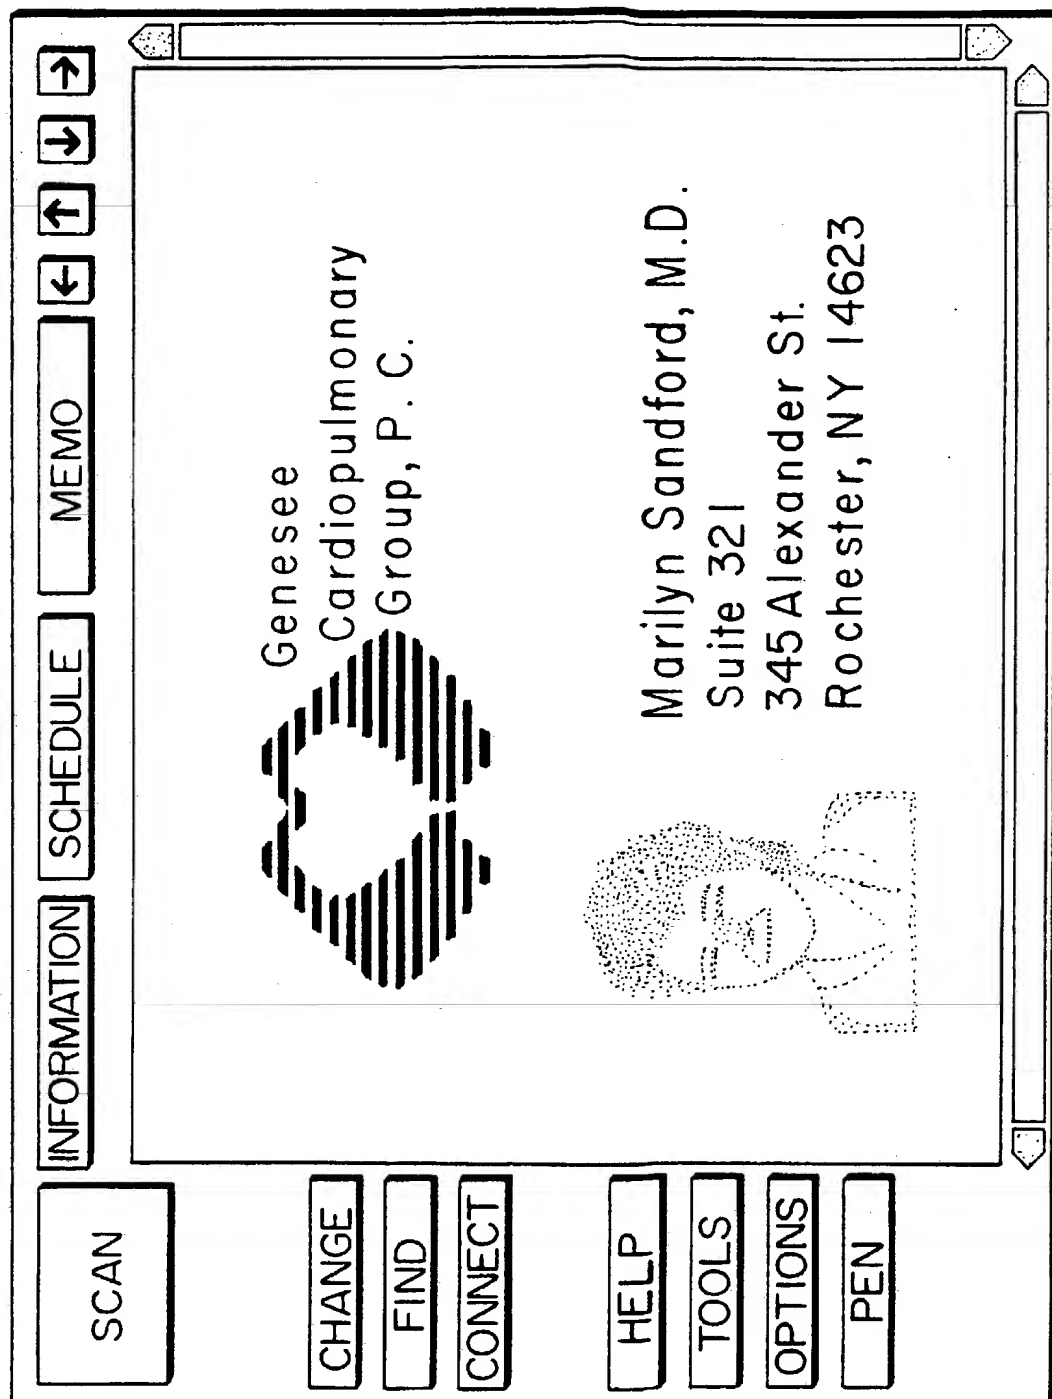 SCAN
INFORMATION
SCHEDULE
MEMO
← ↑ ↓ →
CHANGE
FIND
CONNECT
HELP
TOOLS
OPTIONS
PEN
Genesee
Cardiopulmonary
Group, P. C.
Marilyn Sandford, M.D.
Suite 321
345 Alexander St.
Rochester, NY 14623